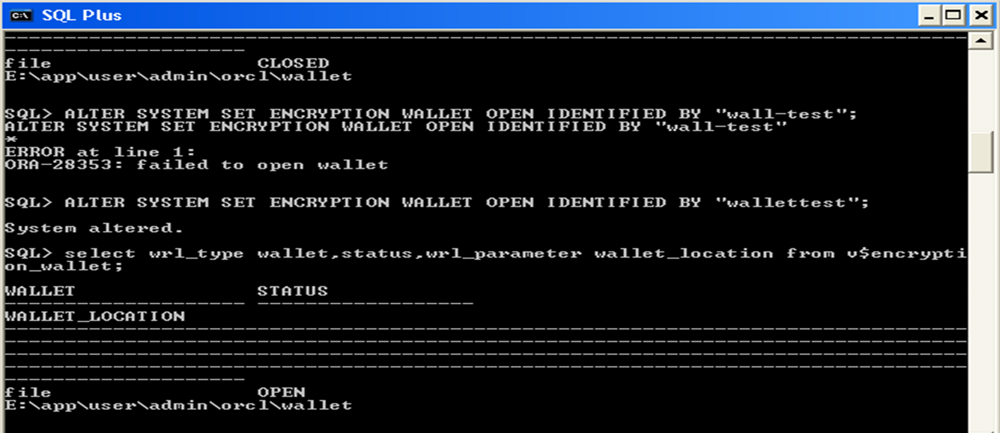 SQL Plus
--------------------------------------------------------------------------------
--------------------
file                 CLOSED
E:\app\user\admin\orcl\wallet
SQL> ALTER SYSTEM SET ENCRYPTION WALLET OPEN IDENTIFIED BY "wall-test";
ALTER SYSTEM SET ENCRYPTION WALLET OPEN IDENTIFIED BY "wall-test"
*
ERROR at line 1:
ORA-28353: failed to open wallet
SQL> ALTER SYSTEM SET ENCRYPTION WALLET OPEN IDENTIFIED BY "wallettest";
System altered.
SQL> select wrl_type wallet,status,wrl_parameter wallet_location from v$encrypti
on_wallet;
WALLET               STATUS
-------------------- ------------------
WALLET_LOCATION
--------------------------------------------------------------------------------
--------------------------------------------------------------------------------
--------------------------------------------------------------------------------
--------------------------------------------------------------------------------
--------------------
file                 OPEN
E:\app\user\admin\orcl\wallet